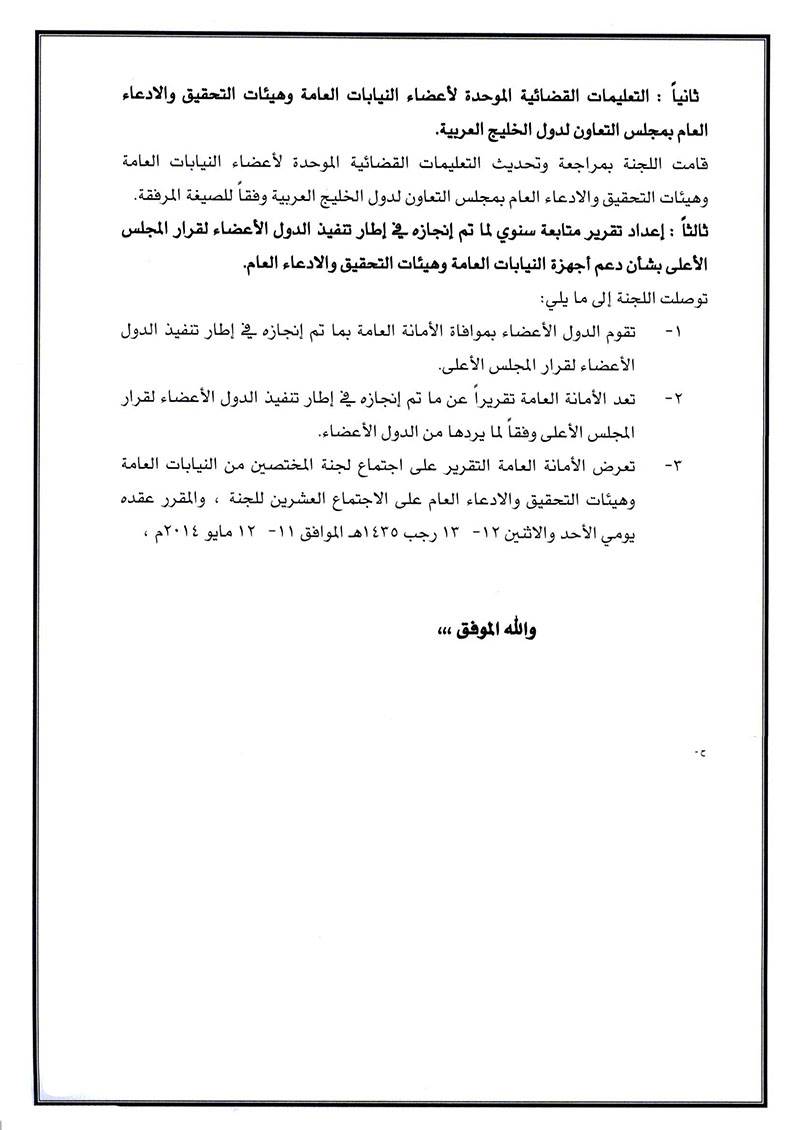 ثانياً : التعليمات القضائية الموحدة لأعضاء النيابات العامة وهيئات التحقيق والادعاء
العام بمجلس التعاون لدول الخليج العربية.
قامت اللجنة بمراجعة وتحديث التعليمات القضائية الموحدة لأعضاء النيابات العامة
وهيئات التحقيق والادعاء العام بمجلس التعاون لدول الخليج العربية وفقاً للصيغة المرفقة.
ثالثاً : إعداد تقرير متابعة سنوي لما تم إنجازه في إطار تنفيذ الدول الأعضاء لقرار المجلس
الأعلى بشأن دعم أجهزة النيابات العامة وهيئات التحقيق والادعاء العام.
توصلت اللجنة إلى ما يلي:
١- تقوم الدول الأعضاء بموافاة الأمانة العامة بما تم إنجازه في إطار تنفيذ الدول
الأعضاء لقرار المجلس الأعلى.
٢- تعد الأمانة العامة تقريراً عن ما تم إنجازه في إطار تنفيذ الدول الأعضاء لقرار
المجلس الأعلى وفقاً لما يردها من الدول الأعضاء.
٣- تعرض الأمانة العامة التقرير على اجتماع لجنة المختصين من النيابات العامة
وهيئات التحقيق والادعاء العام على الاجتماع العشرين للجنة ، والمقرر عقده
يومي الأحد والاثنين ١٢- ١٣ رجب ١٤٣٥هـ الموافق ١١- ١٢ مايو ٢٠١٤م ،
والله الموفق ،،،
ح-